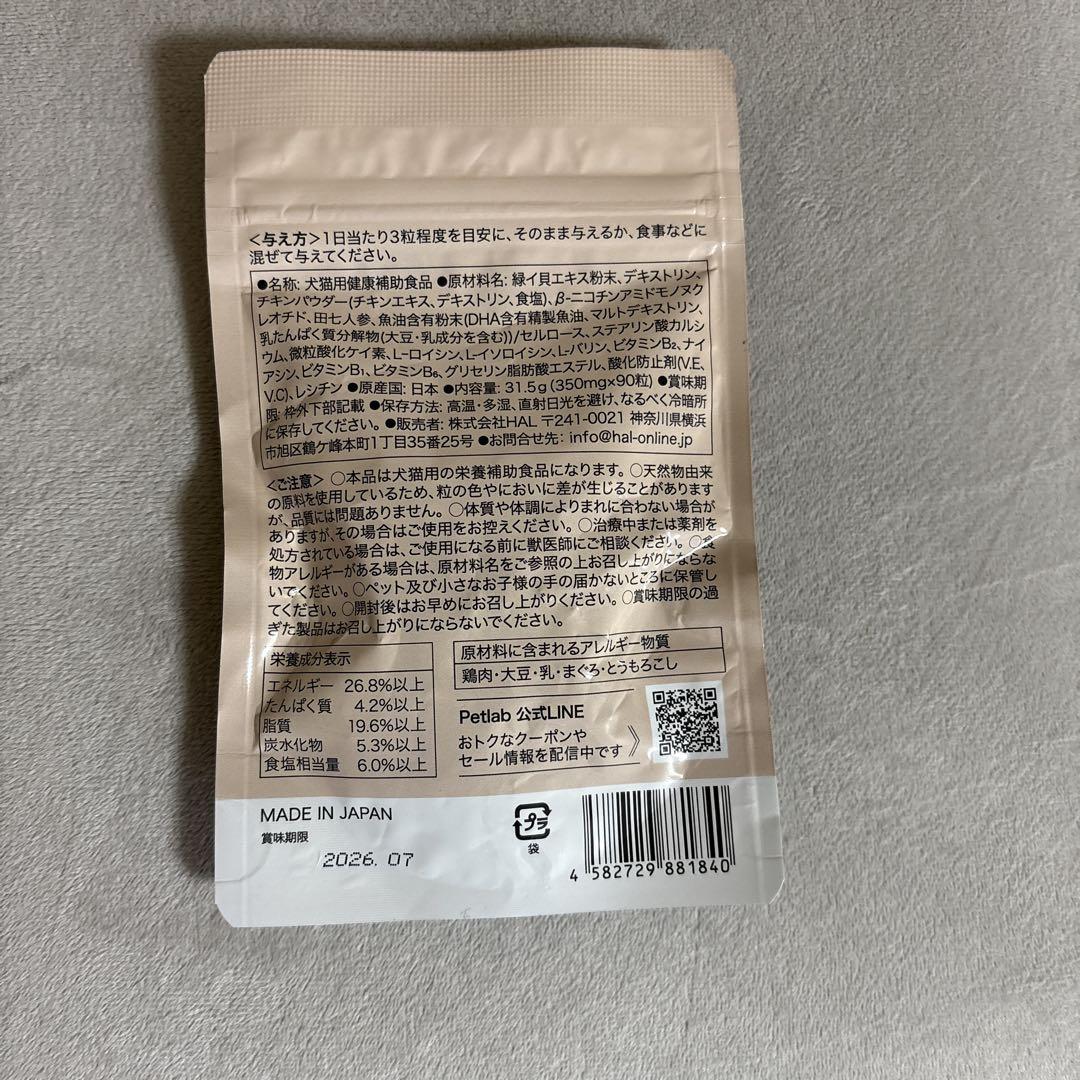 <与え方>1日当たり3粒程度を目安に、そのまま与えるか、食事などに
混ぜて与えてください。
●名称: 犬猫用健康補助食品 ●原材料名: 緑イ貝エキス粉末、デキストリン、
チキンパウダー(チキンエキス、デキストリン、食塩)、β-ニコチンアミドモノヌク
レオチド、田七人参、魚油含有粉末(DHA含有精製魚油、マルトデキストリン、
乳たんぱく質分解物(大豆・乳成分を含む))/セルロース、ステアリン酸カルシ
ウム、微粒酸化ケイ素、L-ロイシン、L-イソロイシン、L-バリン、ビタミンB₂、ナイ
アシン、ビタミンB₁、ビタミンB₆、グリセリン脂肪酸エステル、酸化防止剤(V.E、
V.C)、レシチン ●原産国: 日本 ●内容量: 31.5g(350mg×90粒) ●賞味期
限: 枠外下部記載 ●保存方法: 高温・多湿、直射日光を避け、なるべく冷暗所
に保存してください。 ●販売者: 株式会社HAL 〒241-0021 神奈川県横浜
市旭区鶴ケ峰本町1丁目35番25号 ●お問合せ先: info@hal-online.jp
<ご注意> ○本品は犬猫用の栄養補助食品になります。○天然物由来
の原料を使用しているため、粒の色やにおいに差が生じることがあります
が、品質には問題ありません。○体質や体調によりまれに合わない場合が
ありますが、その場合はご使用をお控えください。○治療中または薬剤を
処方されている場合は、ご使用になる前に獣医師にご相談ください。○食
物アレルギーがある場合は、原材料名をご参照の上お召し上がりにならな
いでください。○ペット及び小さなお子様の手の届かないところに保管し
てください。○開封後はお早めにお召し上がりください。○賞味期限の過
ぎた製品はお召し上がりにならないでください。
栄養成分表示
エネルギー 26.8%以上
たんぱく質 4.2%以上
脂質 19.6%以上
炭水化物 5.3%以上
食塩相当量 6.0%以上
原材料に含まれるアレルギー物質
鶏肉・大豆・乳・まぐろ・とうもろこし
Petlab 公式LINE
おトクなクーポンや
セール情報を配信中です
MADE IN JAPAN
賞味期限
2026. 07
プラ
袋
4 582729 881840